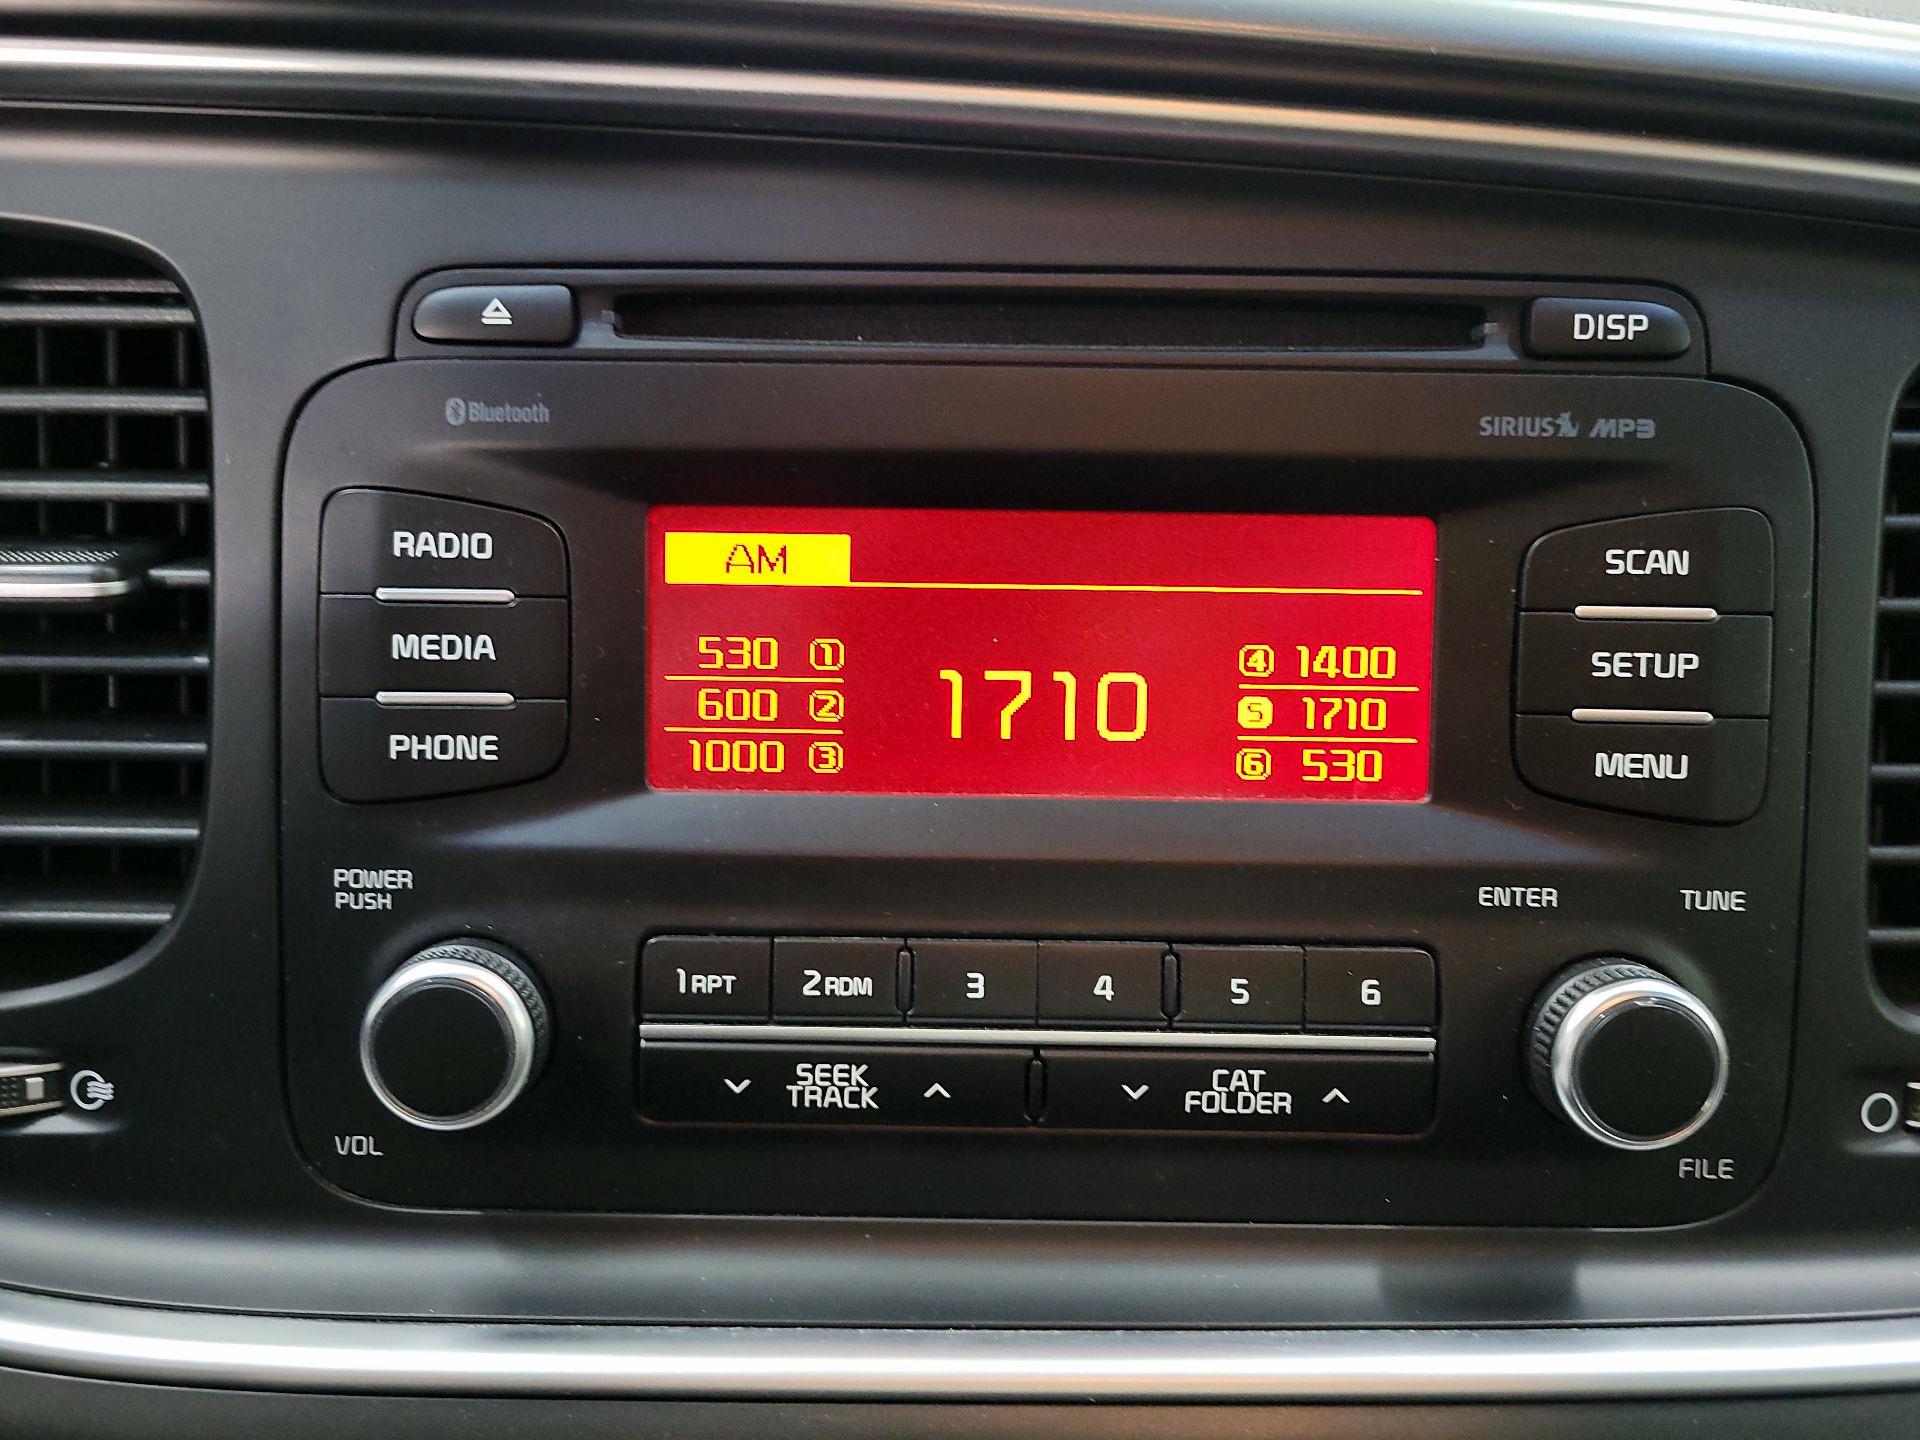 DISP
Bluetooth
SIRIUS MP3
RADIO
MEDIA
PHONE
AM
530 1
600 2
1000 3
1710
4 1400
5 1710
6 530
SCAN
SETUP
MENU
POWER
PUSH
VOL
1 RPT
2 RDM
3
4
5
6
SEEK
TRACK
CAT
FOLDER
ENTER
TUNE
FILE